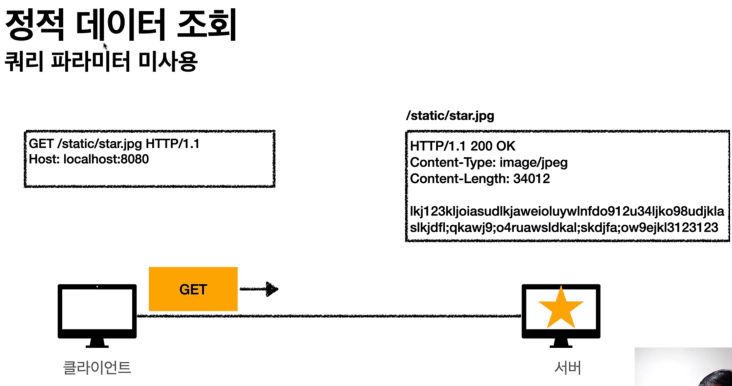 정적 데이터 조회
쿼리 파라미터 미사용
/static/star.jpg
GET /static/star.jpg HTTP/1.1
Host: localhost:8080
HTTP/1.1 200 OK
Content-Type: image/jpeg
Content-Length: 34012
lkj123kljoiasudlkjaweioluywlnfdo912u34ljko98udjkla
slkjdfl;qkawj9;o4ruawsldkal;skdjfa;ow9ejkl3123123
GET
클라이언트
서버